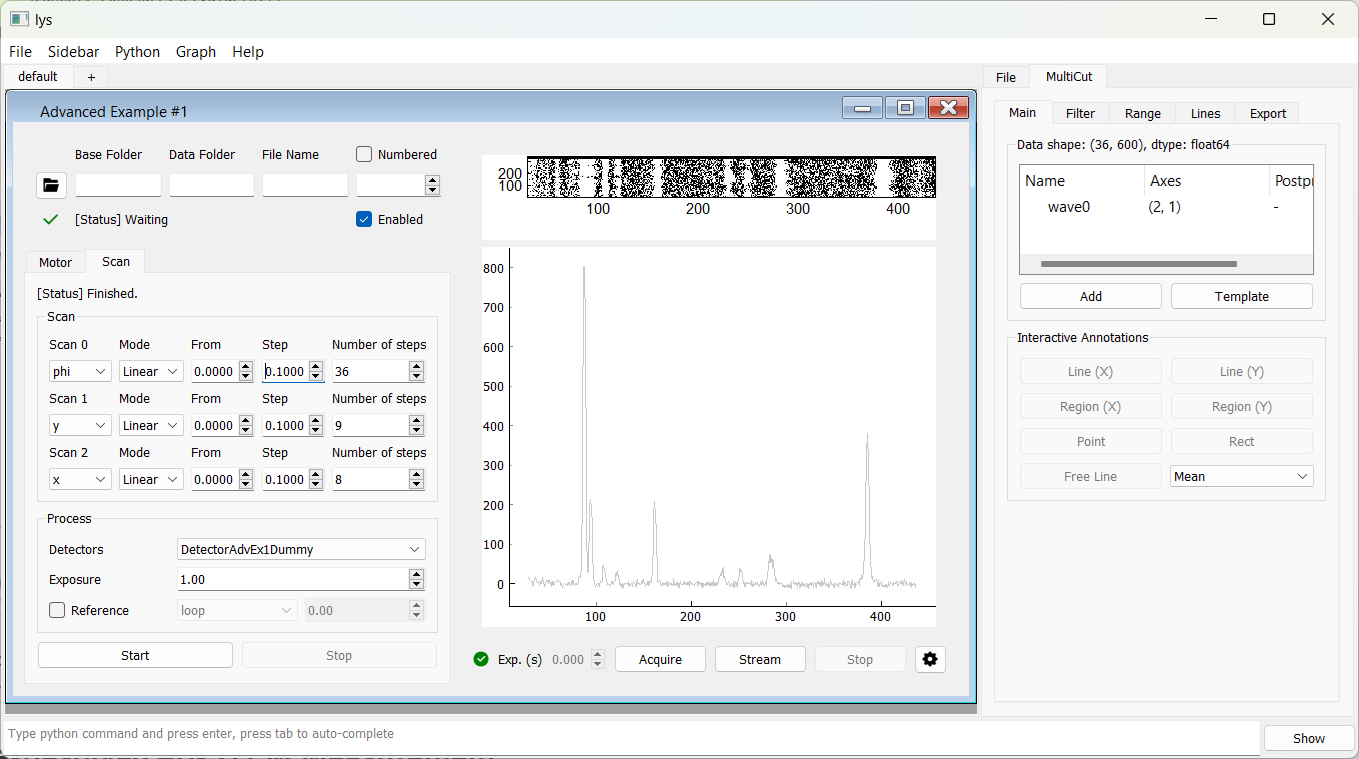 lys
File Sidebar Python Graph Help
default +
Advanced Example #1
Base Folder Data Folder File Name Numbered
[Status] Waiting Enabled
Motor Scan
[Status] Finished.
Scan
Scan 0 Mode From Step Number of steps
phi Linear 0.0000 0.1000 36
Scan 1 Mode From Step Number of steps
y Linear 0.0000 0.1000 9
Scan 2 Mode From Step Number of steps
x Linear 0.0000 0.1000 8
Process
Detectors DetectorAdvEx1Dummy
Exposure 1.00
Reference loop 0.00
Start Stop
200
100
100 200 300 400
800
700
600
500
400
300
200
100
0
100 200 300 400
Exp. (s) 0.000 Acquire Stream Stop
File MultiCut
Main Filter Range Lines Export
Data shape: (36, 600), dtype: float64
Name Axes
wave0 (2, 1) -
Add Template
Interactive Annotations
Line (X) Line (Y)
Region (X) Region (Y)
Point Rect
Free Line Mean
Type python command and press enter, press tab to auto-complete
Show